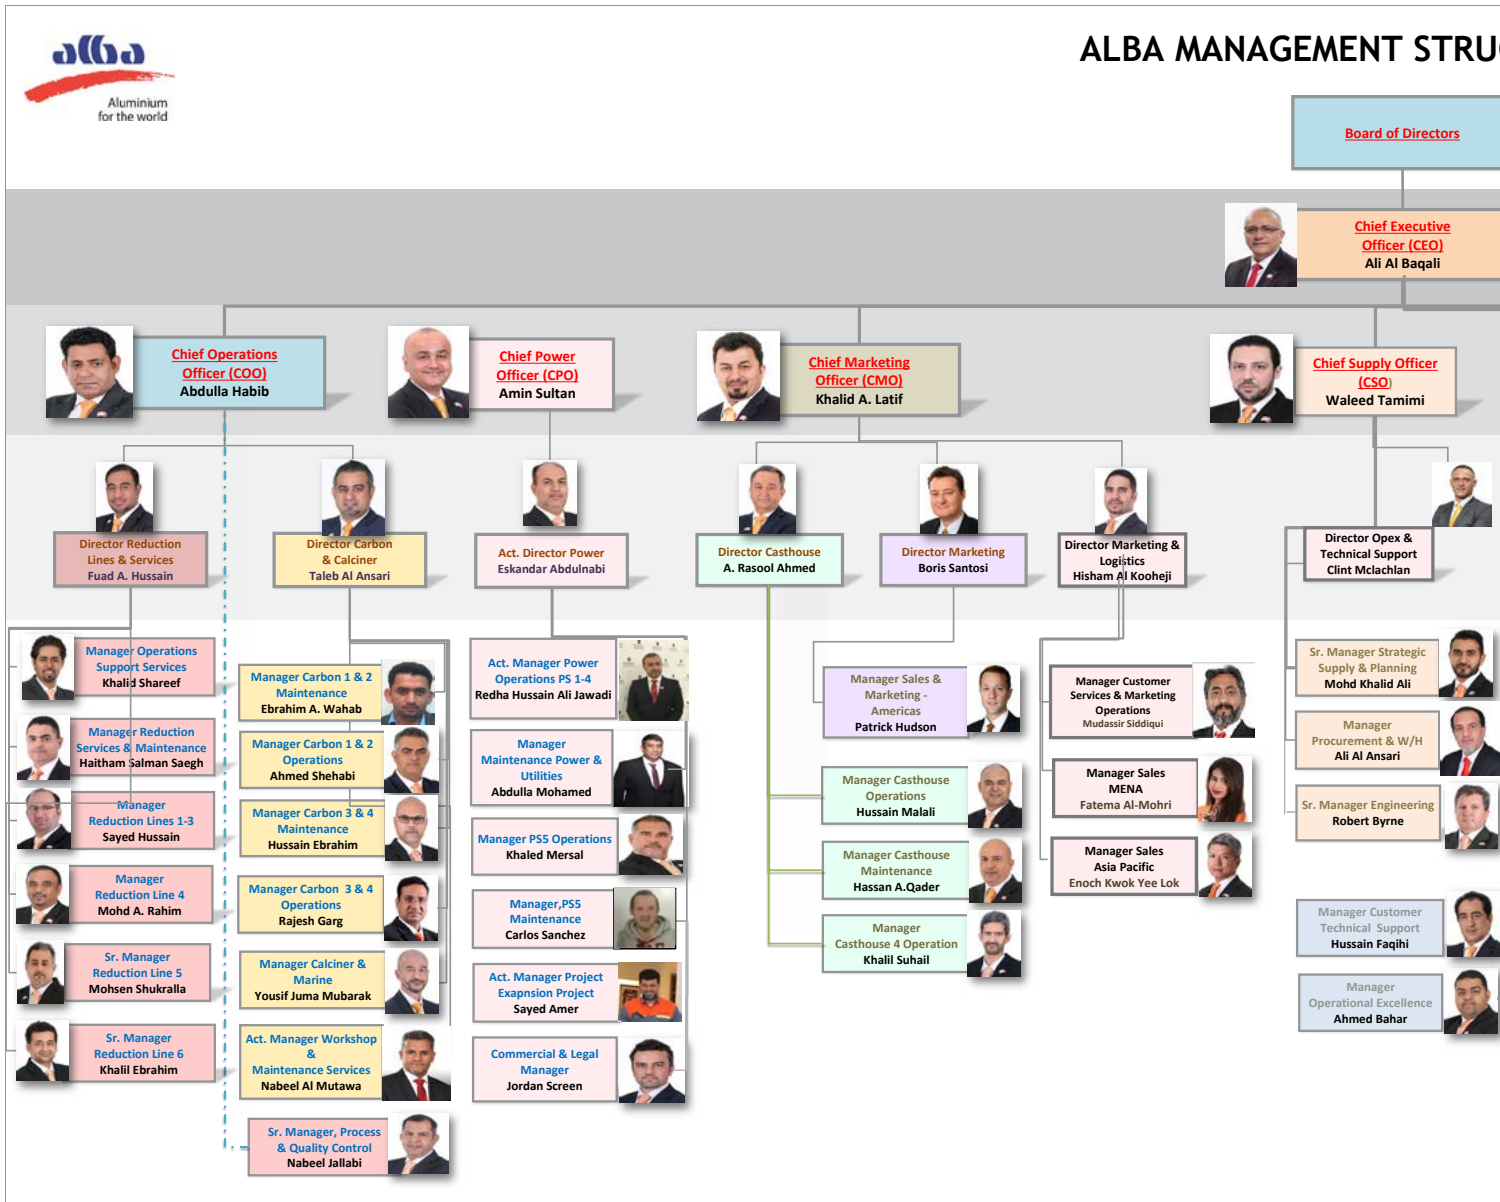 alba
Aluminium
for the world
ALBA MANAGEMENT STRU
Board of Directors
Chief Executive
Officer (CEO)
Ali Al Baqali
Chief Operations
Officer (COO)
Abdulla Habib
Chief Power
Officer (CPO)
Amin Sultan
Chief Marketing
Officer (CMO)
Khalid A. Latif
Chief Supply Officer
(CSO)
Waleed Tamimi
Director Reduction
Lines & Services
Fuad A. Hussain
Director Carbon
& Calciner
Taleb Al Ansari
Act. Director Power
Eskandar Abdulnabi
Director Casthouse
A. Rasool Ahmed
Director Marketing
Boris Santosi
Director Marketing &
Logistics
Hisham Al Kooheji
Director Opex &
Technical Support
Clint Mclachlan
Manager Operations
Support Services
Khalid Shareef
Manager Reduction
Services & Maintenance
Haitham Salman Saegh
Manager
Reduction Lines 1-3
Sayed Hussain
Manager
Reduction Line 4
Mohd A. Rahim
Sr. Manager
Reduction Line 5
Mohsen Shukralla
Sr. Manager
Reduction Line 6
Khalil Ebrahim
Manager Carbon 1 & 2
Maintenance
Ebrahim A. Wahab
Manager Carbon 1 & 2
Operations
Ahmed Shehabi
Manager Carbon 3 & 4
Maintenance
Hussain Ebrahim
Manager Carbon 3 & 4
Operations
Rajesh Garg
Manager Calciner &
Marine
Yousif Juma Mubarak
Act. Manager Workshop
&
Maintenance Services
Nabeel Al Mutawa
Sr. Manager, Process
& Quality Control
Nabeel Jallabi
Act. Manager Power
Operations PS 1-4
Redha Hussain Ali Jawadi
Manager
Maintenance Power &
Utilities
Abdulla Mohamed
Manager PS5 Operations
Khaled Mersal
Manager,PS5
Maintenance
Carlos Sanchez
Act. Manager Project
Exapnsion Project
Sayed Amer
Commercial & Legal
Manager
Jordan Screen
Manager Sales &
Marketing -
Americas
Patrick Hudson
Manager Casthouse
Operations
Hussain Malali
Manager Casthouse
Maintenance
Hassan A.Qader
Manager
Casthouse 4 Operation
Khalil Suhail
Manager Customer
Services & Marketing
Operations
Mudassir Siddiqui
Manager Sales
MENA
Fatema Al-Mohri
Manager Sales
Asia Pacific
Enoch Kwok Yee Lok
Sr. Manager Strategic
Supply & Planning
Mohd Khalid Ali
Manager
Procurement & W/H
Ali Al Ansari
Sr. Manager Engineering
Robert Byrne
Manager Customer
Technical Support
Hussain Faqihi
Manager
Operational Excellence
Ahmed Bahar